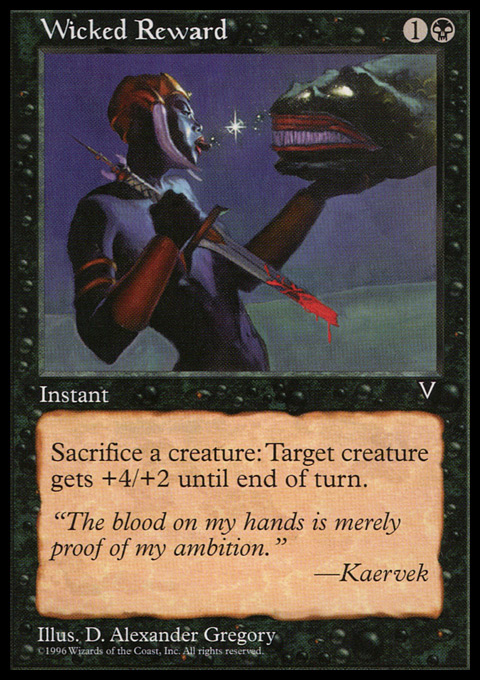 Wicked Reward 1
Instant V
Sacrifice a creature: Target creature
gets +4/+2 until end of turn.
“The blood on my hands is merely
proof of my ambition.”
—Kaervek
Illus. D. Alexander Gregory
©1996 Wizards of the Coast, Inc. All rights reserved.